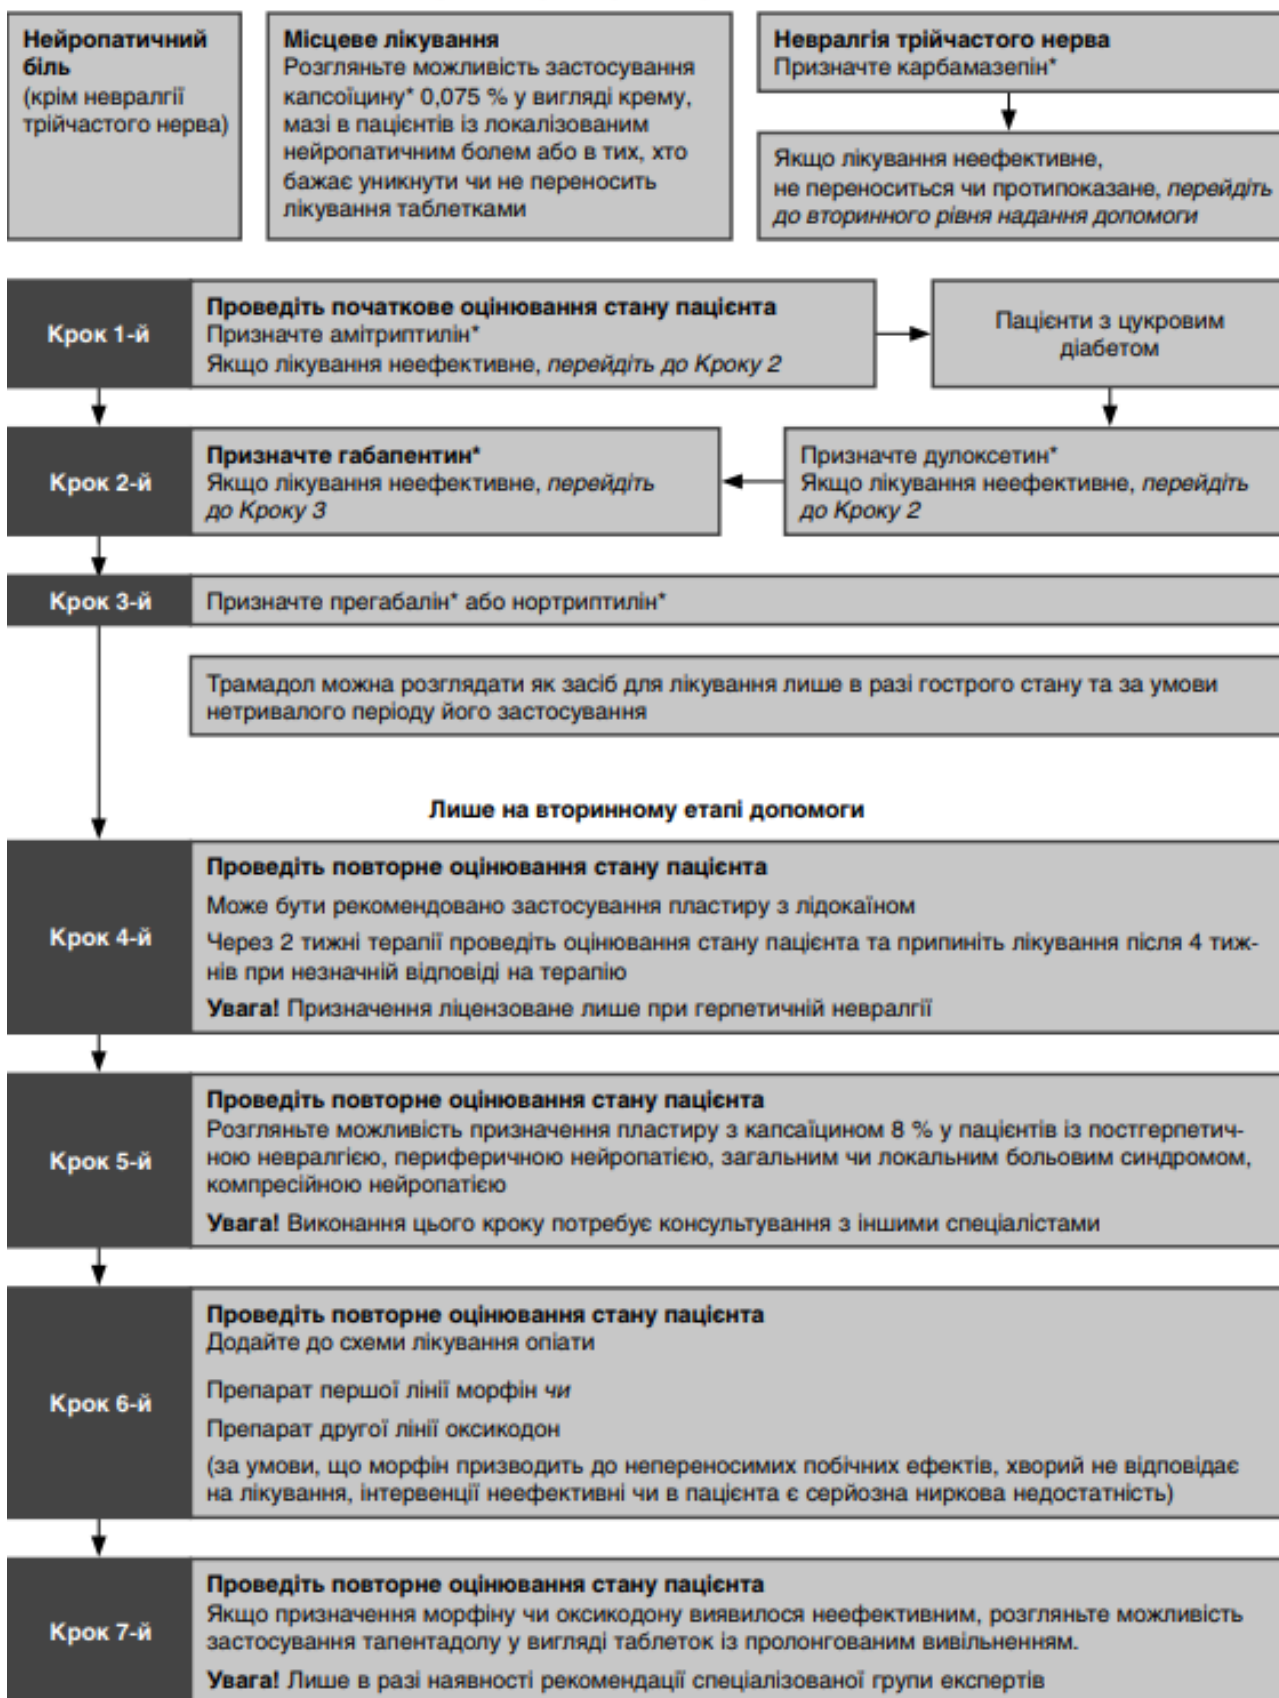 Нейропатичний
біль
(крім невралгії
трійчастого нерва)
Місцеве лікування
Розгляньте можливість застосування
капсоїцину* 0,075 % у вигляді крему,
мазі в пацієнтів із локалізованим
нейропатичним болем або в тих, хто
бажає уникнути чи не переносить
лікування таблетками
Невралгія трійчастого нерва
Призначте карбамазепін*
Якщо лікування неефективне,
не переноситься чи протипоказане, перейдіть
до вторинного рівня надання допомоги
Крок 1-й
Проведіть початкове оцінювання стану пацієнта
Призначте амітриптилін*
Якщо лікування неефективне, перейдіть до Кроку 2
Пацієнти з цукровим
діабетом
Крок 2-й
Призначте габапентин*
Якщо лікування неефективне, перейдіть
до Кроку 3
Призначте дулоксетин*
Якщо лікування неефективне, перейдіть
до Кроку 2
Крок 3-й
Призначте прегабалін* або нортриптилін*
Трамадол можна розглядати як засіб для лікування лише в разі гострого стану та за умови
нетривалого періоду його застосування
Лише на вторинному етапі допомоги
Крок 4-й
Проведіть повторне оцінювання стану пацієнта
Може бути рекомендовано застосування пластиру з лідокаїном
Через 2 тижні терапії проведіть оцінювання стану пацієнта та припиніть лікування після 4 тиж-
нів при незначній відповіді на терапію
Увага! Призначення ліцензоване лише при герпетичній невралгії
Крок 5-й
Проведіть повторне оцінювання стану пацієнта
Розгляньте можливість призначення пластиру з капсаїцином 8 % у пацієнтів із постгерпетич-
ною невралгією, периферичною нейропатією, загальним чи локальним больовим синдромом,
компресійною нейропатією
Увага! Виконання цього кроку потребує консультування з іншими спеціалістами
Крок 6-й
Проведіть повторне оцінювання стану пацієнта
Додайте до схеми лікування опіати
Препарат першої лінії морфін чи
Препарат другої лінії оксикодон
(за умови, що морфін призводить до непереносимих побічних ефектів, хворий не відповідає
на лікування, інтервенції неефективні чи в пацієнта є серйозна ниркова недостатність)
Крок 7-й
Проведіть повторне оцінювання стану пацієнта
Якщо призначення морфіну чи оксикодону виявилося неефективним, розгляньте можливість
застосування тапентадолу у вигляді таблеток із пролонгованим вивільненням.
Увага! Лише в разі наявності рекомендації спеціалізованої групи експертів